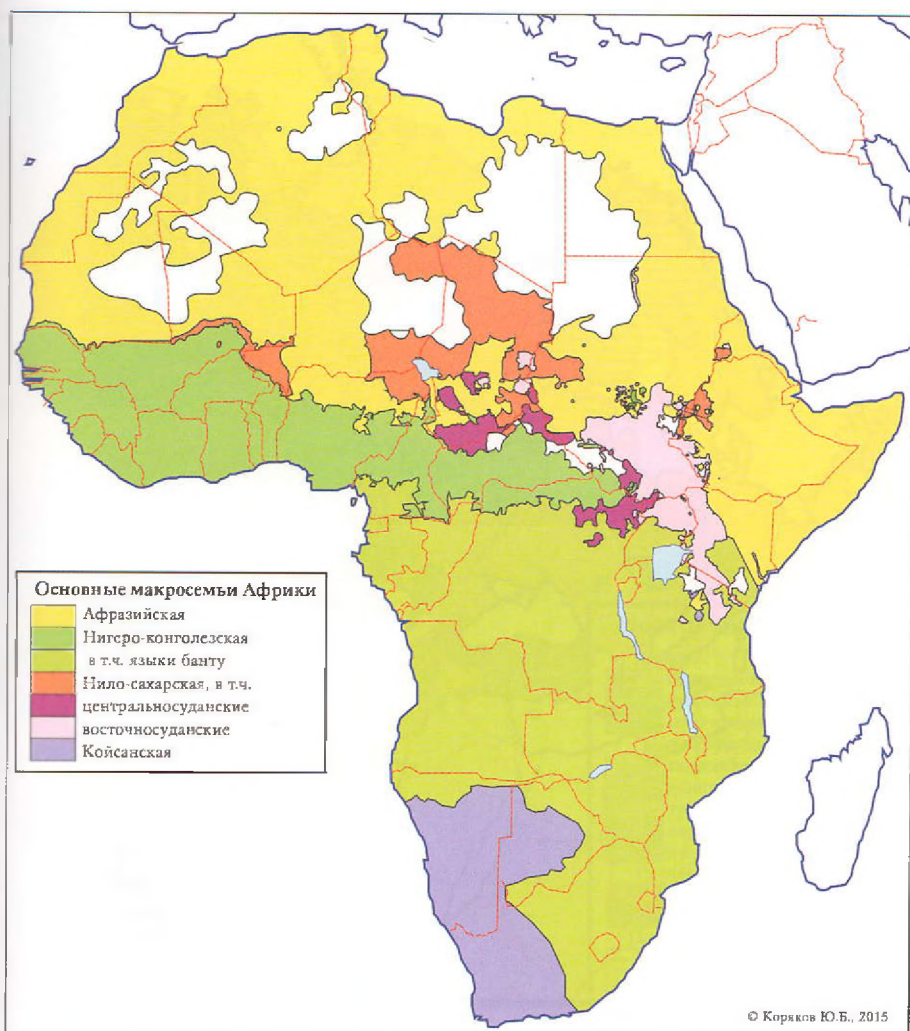 Основные макросемьи Африки
Афразийская
Нигеро-конголезская
в т.ч. языки банту
Нило-сахарская, в т.ч.
центральносуданские
восточносуданские
Койсанская
© Коряков Ю.Б., 2015